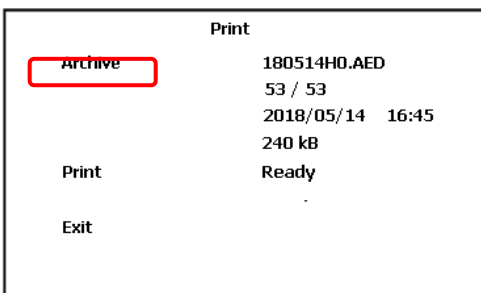 Print
Archive 180514H0.AED
53 / 53
2018/05/14 16:45
240 kB
Print Ready
Exit